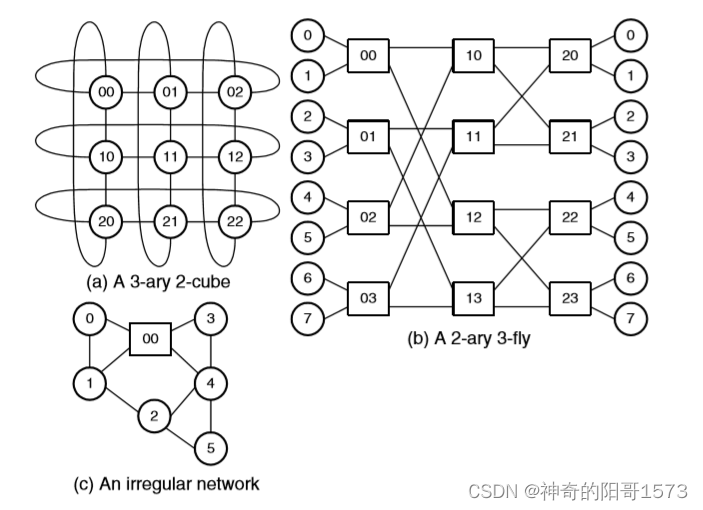 00 01 02
10 11 12
20 21 22
(a) A 3-ary 2-cube
0 00 10 20 0
1 1
2 01 11 21 2
3 3
4 02 12 22 4
5 5
6 03 13 23 6
7 7
(b) A 2-ary 3-fly
0 00 3
1 4
2
5
(c) An irregular network
CSDN @神奇的阳哥1573